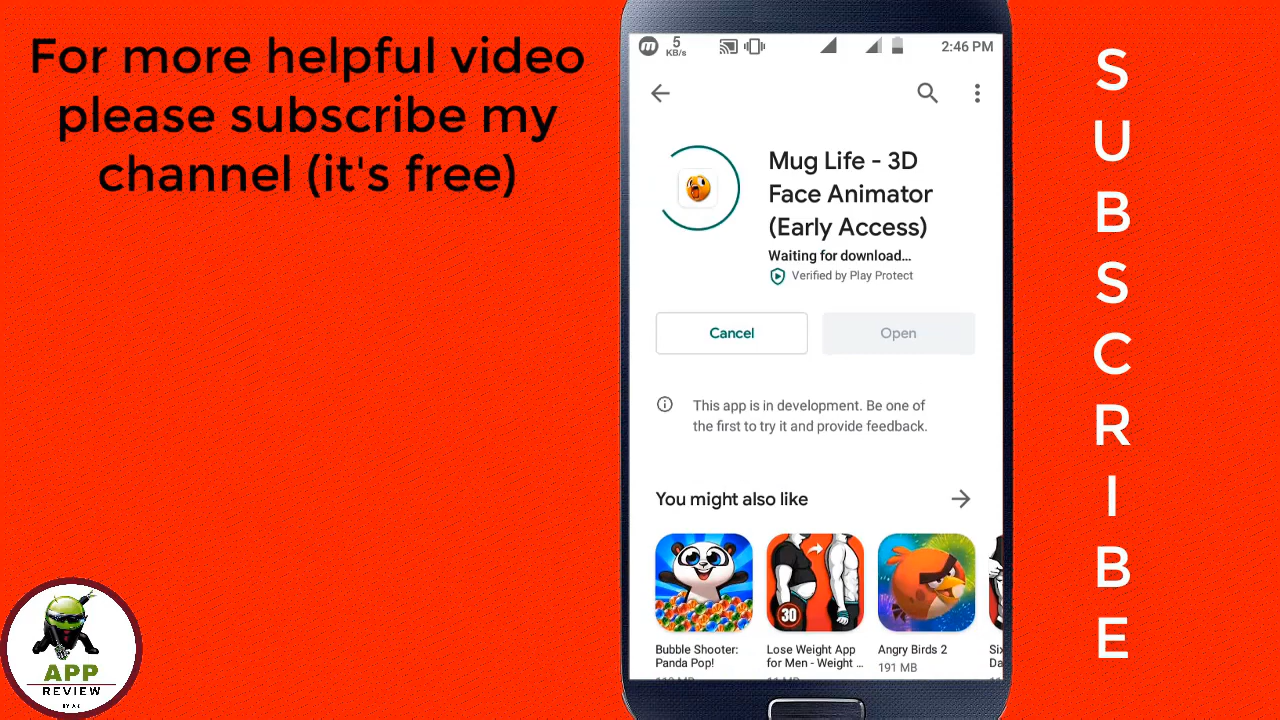 For more helpful video
please subscribe my
channel (it's free)
5
KB/s
2:46 PM
Mug Life - 3D
Face Animator
(Early Access)
Waiting for download...
Verified by Play Protect
Cancel
Open
This app is in development. Be one of
the first to try it and provide feedback.
You might also like
30
Bubble Shooter:
Panda Pop!
Lose Weight App
for Men - Weight ...
Angry Birds 2
191 MB
SUBSCRIBE
APP
REVIEW